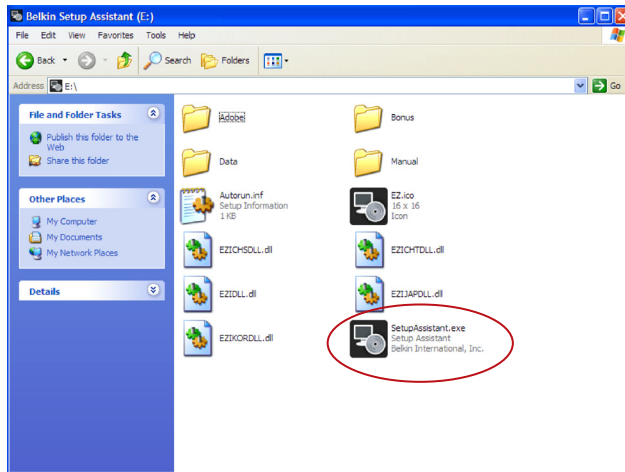 Belkin Setup Assistant (E:)
File Edit View Favorites Tools Help
Back Search Folders
Address E:\ Go
File and Folder Tasks
Publish this folder to the
Web
Share this folder
Other Places
My Computer
My Documents
My Network Places
Details
Adobe
Bonus
Data
Manual
Autorun.inf
Setup Information
1 KB
EZ.ico
16 x 16
Icon
EZICHSDLL.dll
EZICHTDLL.dll
EZIDLL.dll
EZIJAPDLL.dll
EZIKORDLL.dll
SetupAssistant.exe
Setup Assistant
Belkin International, Inc.